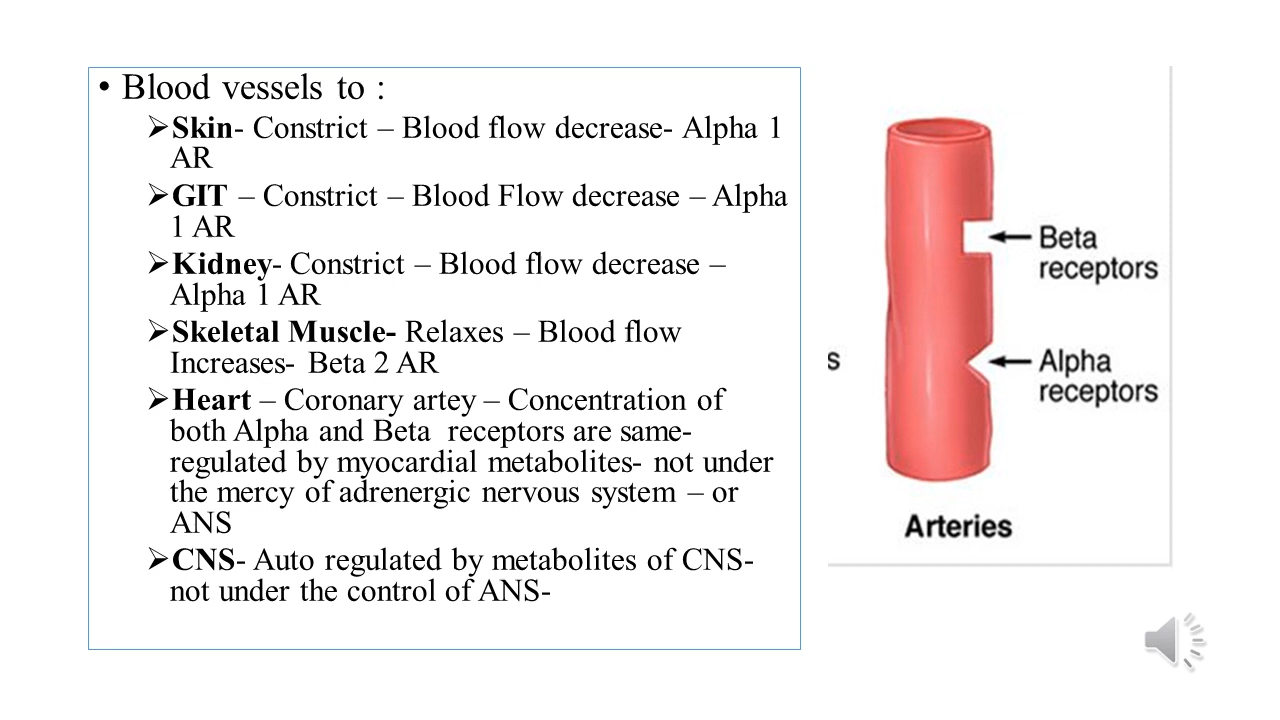 • Blood vessels to :
➢Skin- Constrict – Blood flow decrease- Alpha 1
AR
➢GIT – Constrict – Blood Flow decrease – Alpha
1 AR
➢Kidney- Constrict – Blood flow decrease –
Alpha 1 AR
➢Skeletal Muscle- Relaxes – Blood flow
Increases- Beta 2 AR
➢Heart – Coronary artey – Concentration of
both Alpha and Beta receptors are same-
regulated by myocardial metabolites- not under
the mercy of adrenergic nervous system – or
ANS
➢CNS- Auto regulated by metabolites of CNS-
not under the control of ANS-
Beta
receptors
s
Alpha
receptors
Arteries